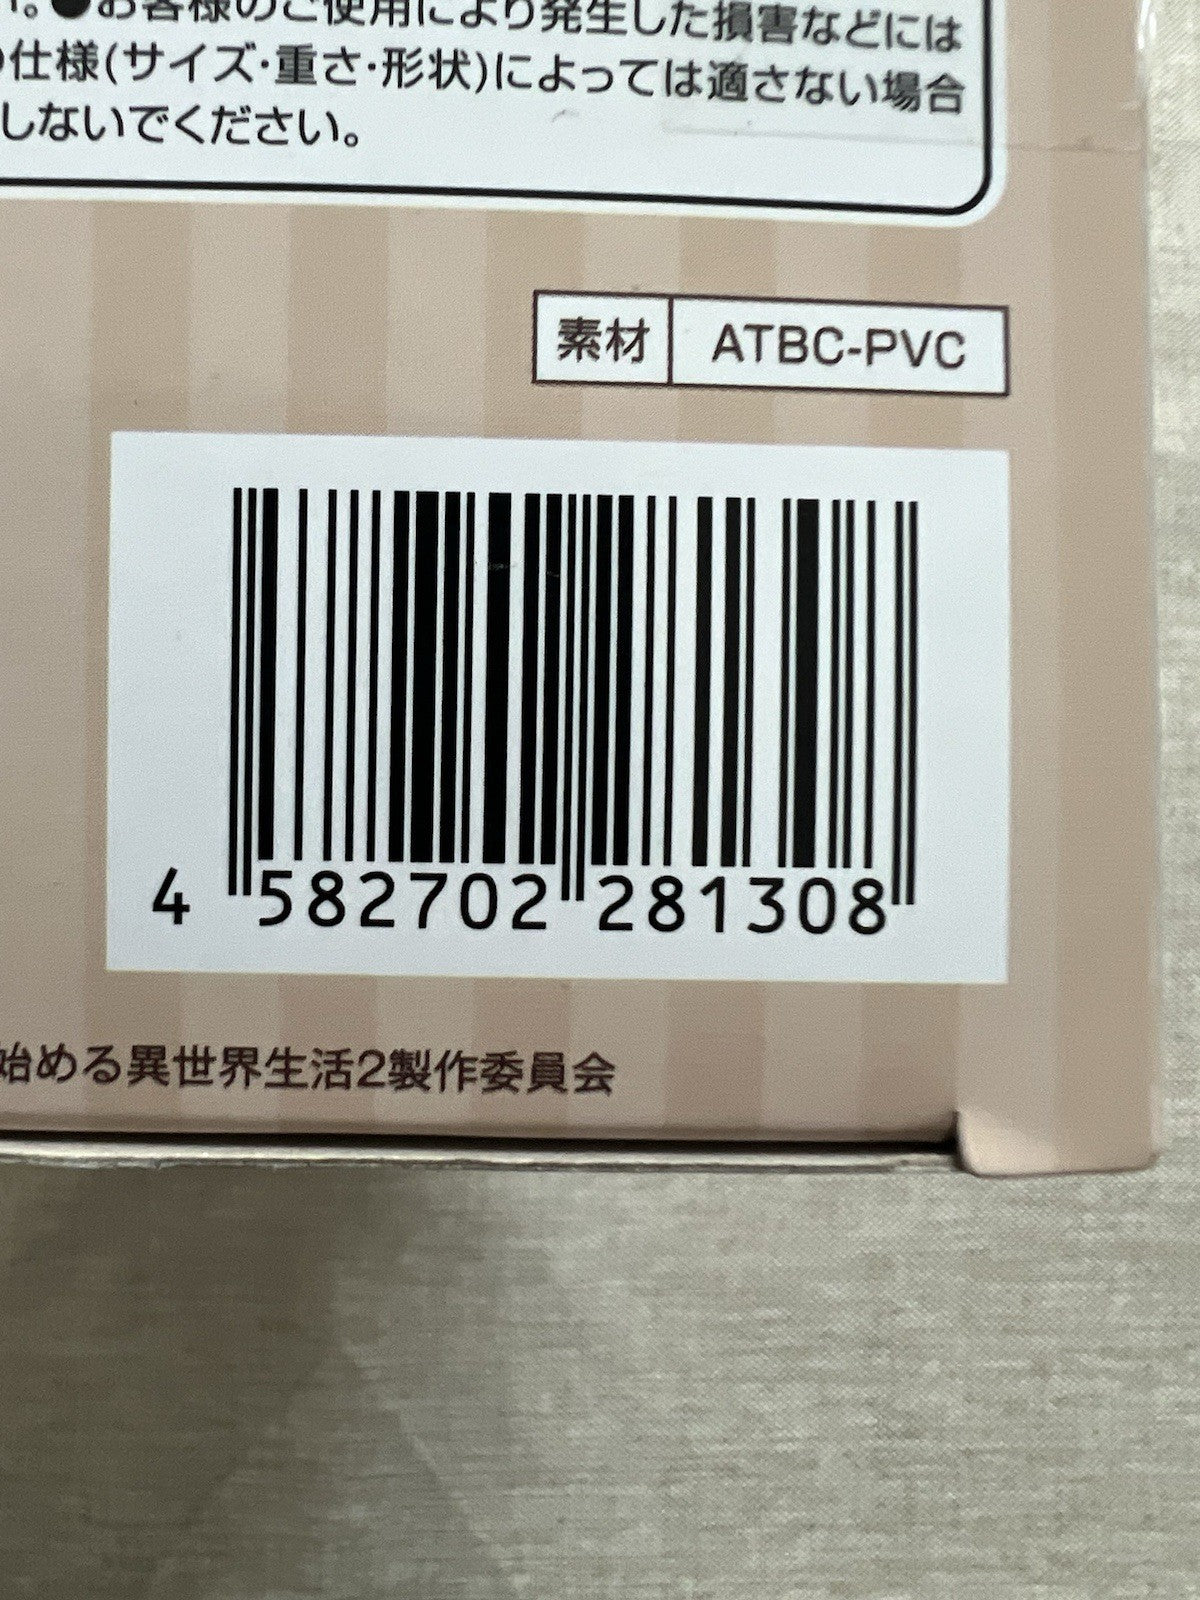 い。●お客様のご使用により発生した損害などには
の仕様(サイズ・重さ・形状)によっては適さない場合
しないでください。
素材 ATBC-PVC
4 582702 281308
始める異世界生活2製作委員会